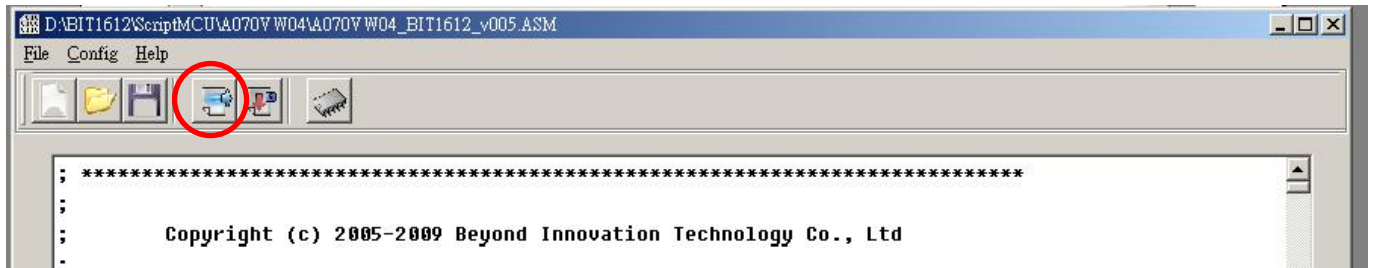 D:\BIT1612\ScriptMCU\A070VW04\A070VW04_BIT1612_v005.ASM
File Config Help
; ******************************************************************************
;
; Copyright (c) 2005-2009 Beyond Innovation Technology Co., Ltd